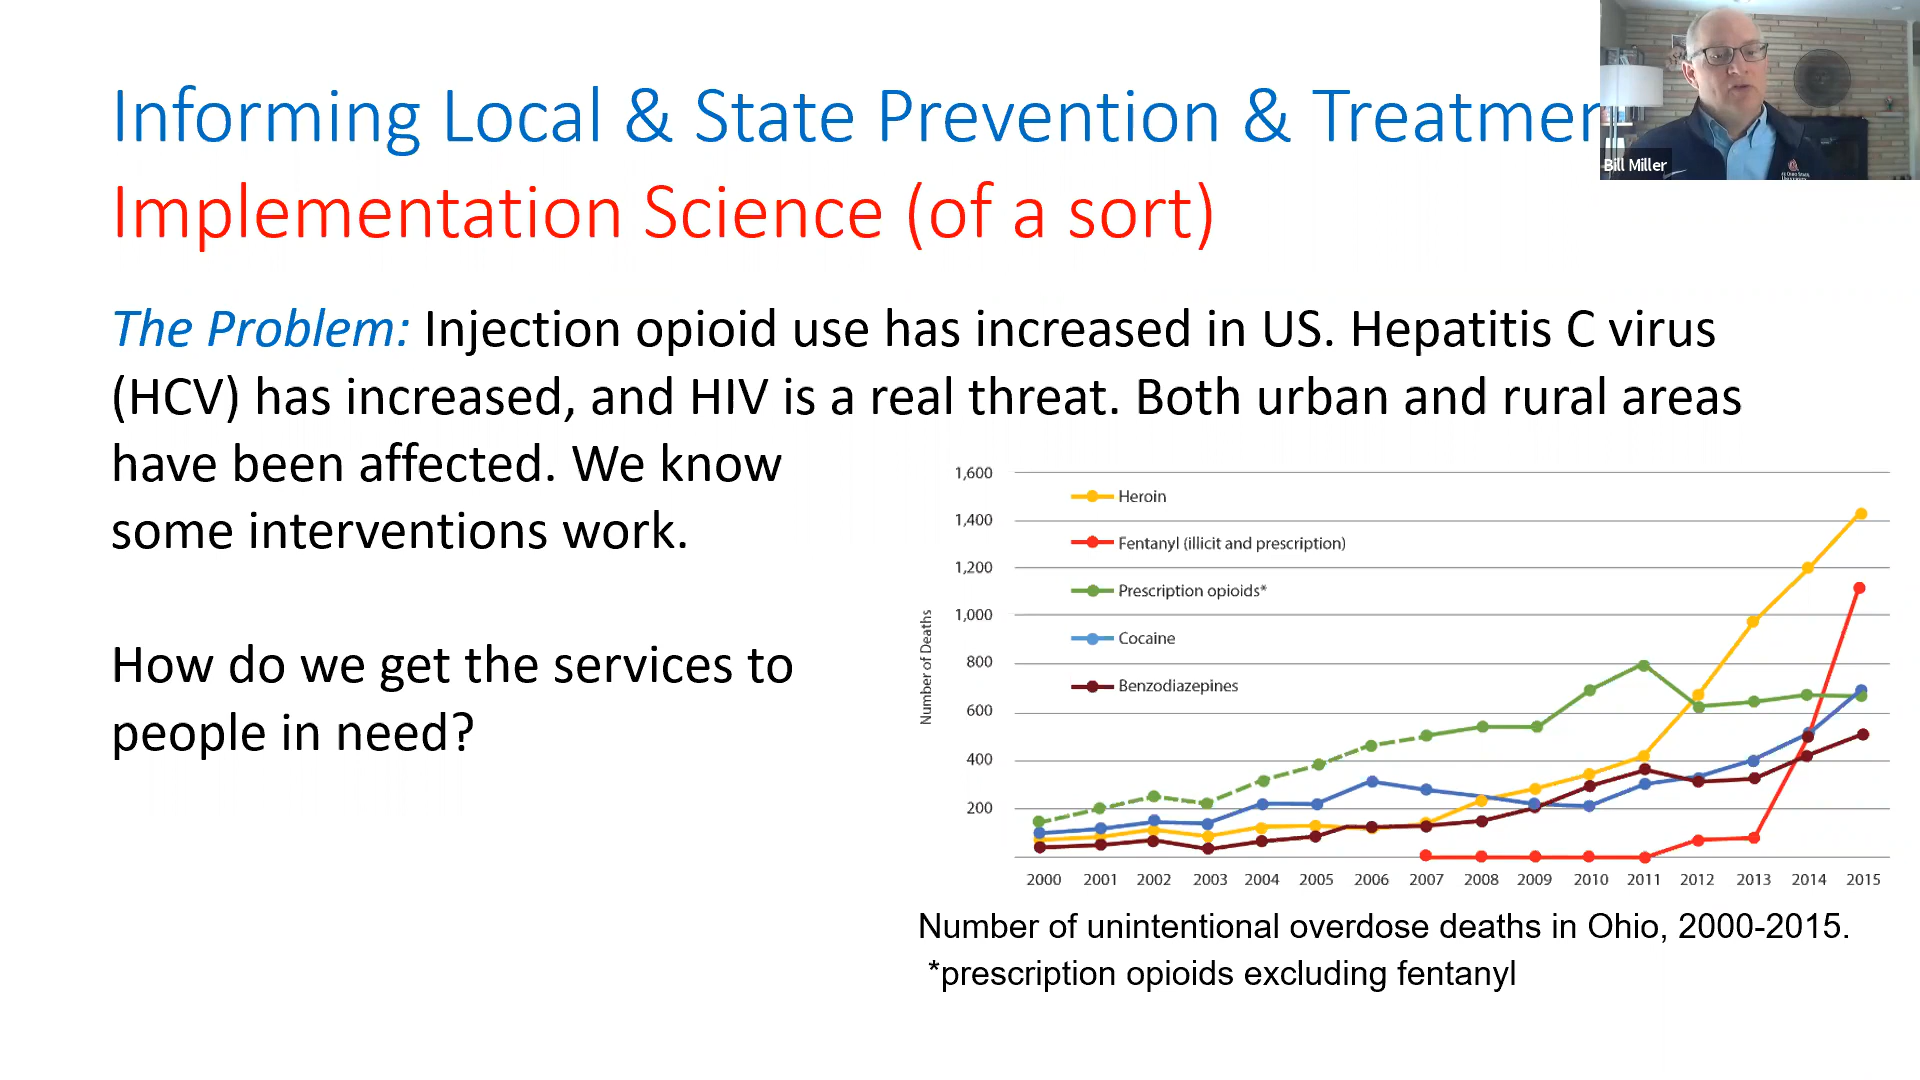 Informing Local & State Prevention & Treatmen
Implementation Science (of a sort)
Bill Miller
The Problem: Injection opioid use has increased in US. Hepatitis C virus
(HCV) has increased, and HIV is a real threat. Both urban and rural areas
have been affected. We know
some interventions work.
How do we get the services to
people in need?
1,600
1,400
1,200
1,000
800
600
400
200
Number of Deaths
Heroin
Fentanyl (illicit and prescription)
Prescription opioids*
Cocaine
Benzodiazepines
2000 2001 2002 2003 2004 2005 2006 2007 2008 2009 2010 2011 2012 2013 2014 2015
Number of unintentional overdose deaths in Ohio, 2000-2015.
*prescription opioids excluding fentanyl